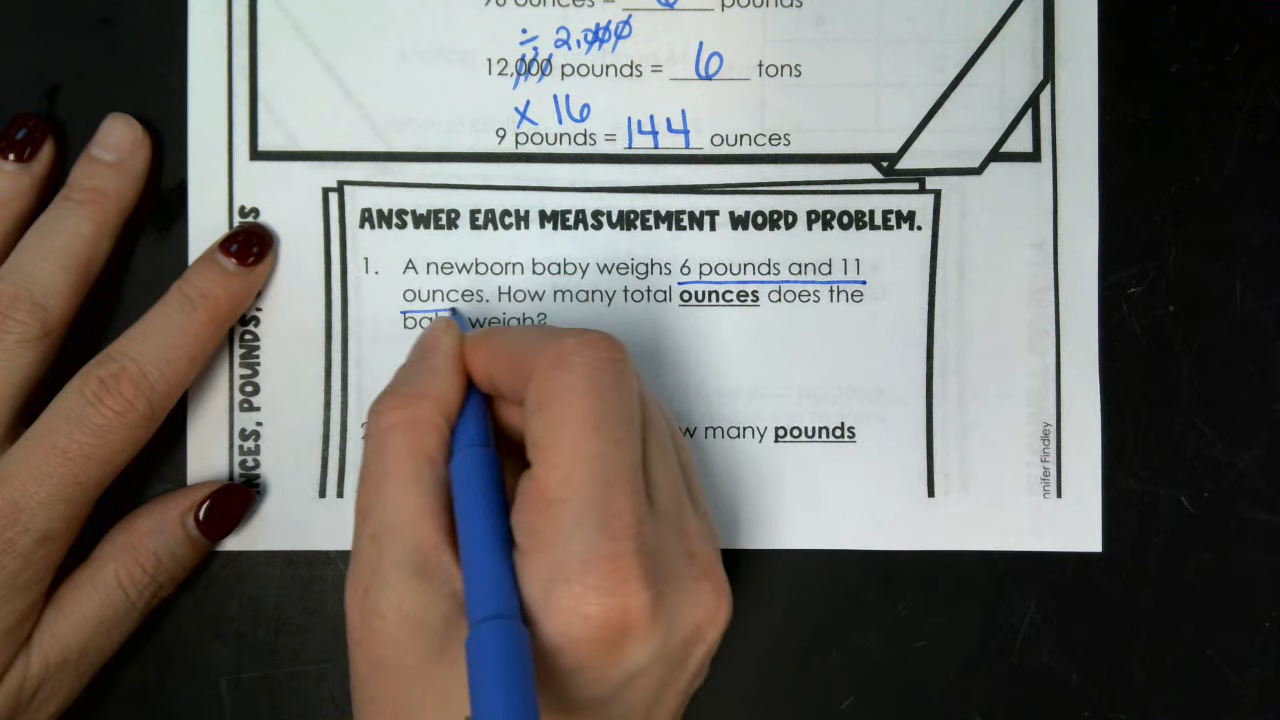 ounces = 6 pounds
÷ 2,000
12,000 pounds = 6 tons
x 16
9 pounds = 144 ounces
ANSWER EACH MEASUREMENT WORD PROBLEM.
1. A newborn baby weighs 6 pounds and 11
ounces. How many total ounces does the
weigh?
many pounds
POUNDS,
nnifer Findley